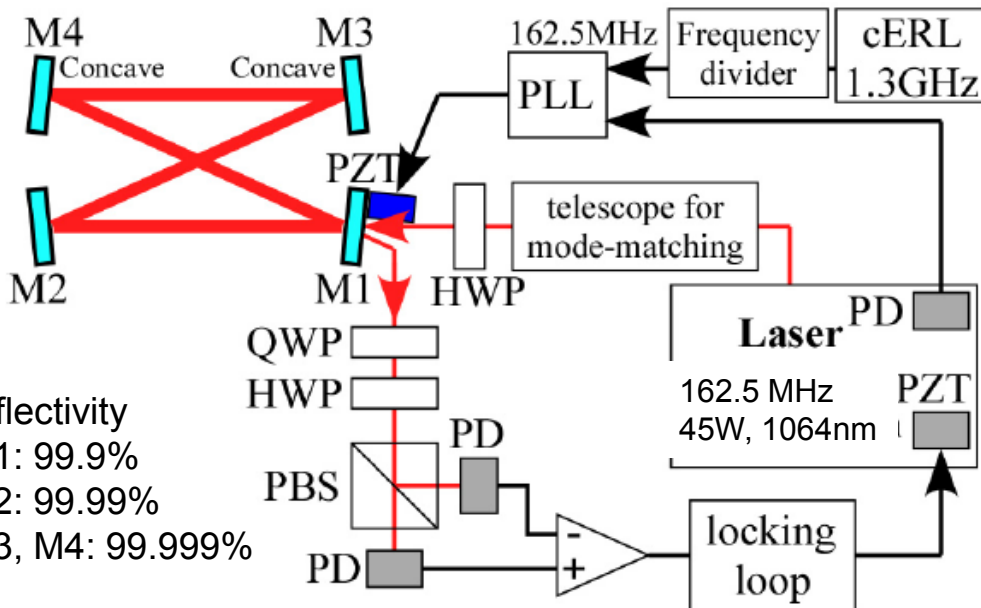 M4
M3
Concave
Concave
162.5MHz
Frequency
divider
cERL
1.3GHz
PLL
PZT
telescope for
mode-matching
M2
M1
HWP
PD
Laser
QWP
HWP
162.5 MHz
45W, 1064nm
PZT
flectivity
1: 99.9%
2: 99.99%
3, M4: 99.999%
PD
PBS
-
+
PD
locking
loop